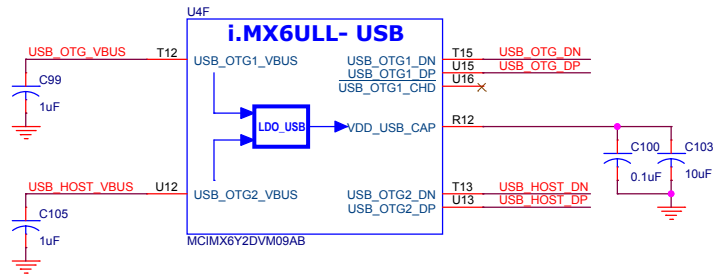 U4F
i.MX6ULL- USB
USB_OTG_VBUS T12 USB_OTG1_VBUS USB_OTG1_DN T15 USB_OTG_DN
USB_OTG1_DP U15 USB_OTG_DP
USB_OTG1_CHD U16
C99
1uF
LDO_USB VDD_USB_CAP R12
C100 C103
0.1uF 10uF
USB_HOST_VBUS U12 USB_OTG2_VBUS USB_OTG2_DN T13 USB_HOST_DN
USB_OTG2_DP U13 USB_HOST_DP
C105
1uF
MCIMX6Y2DVM09AB